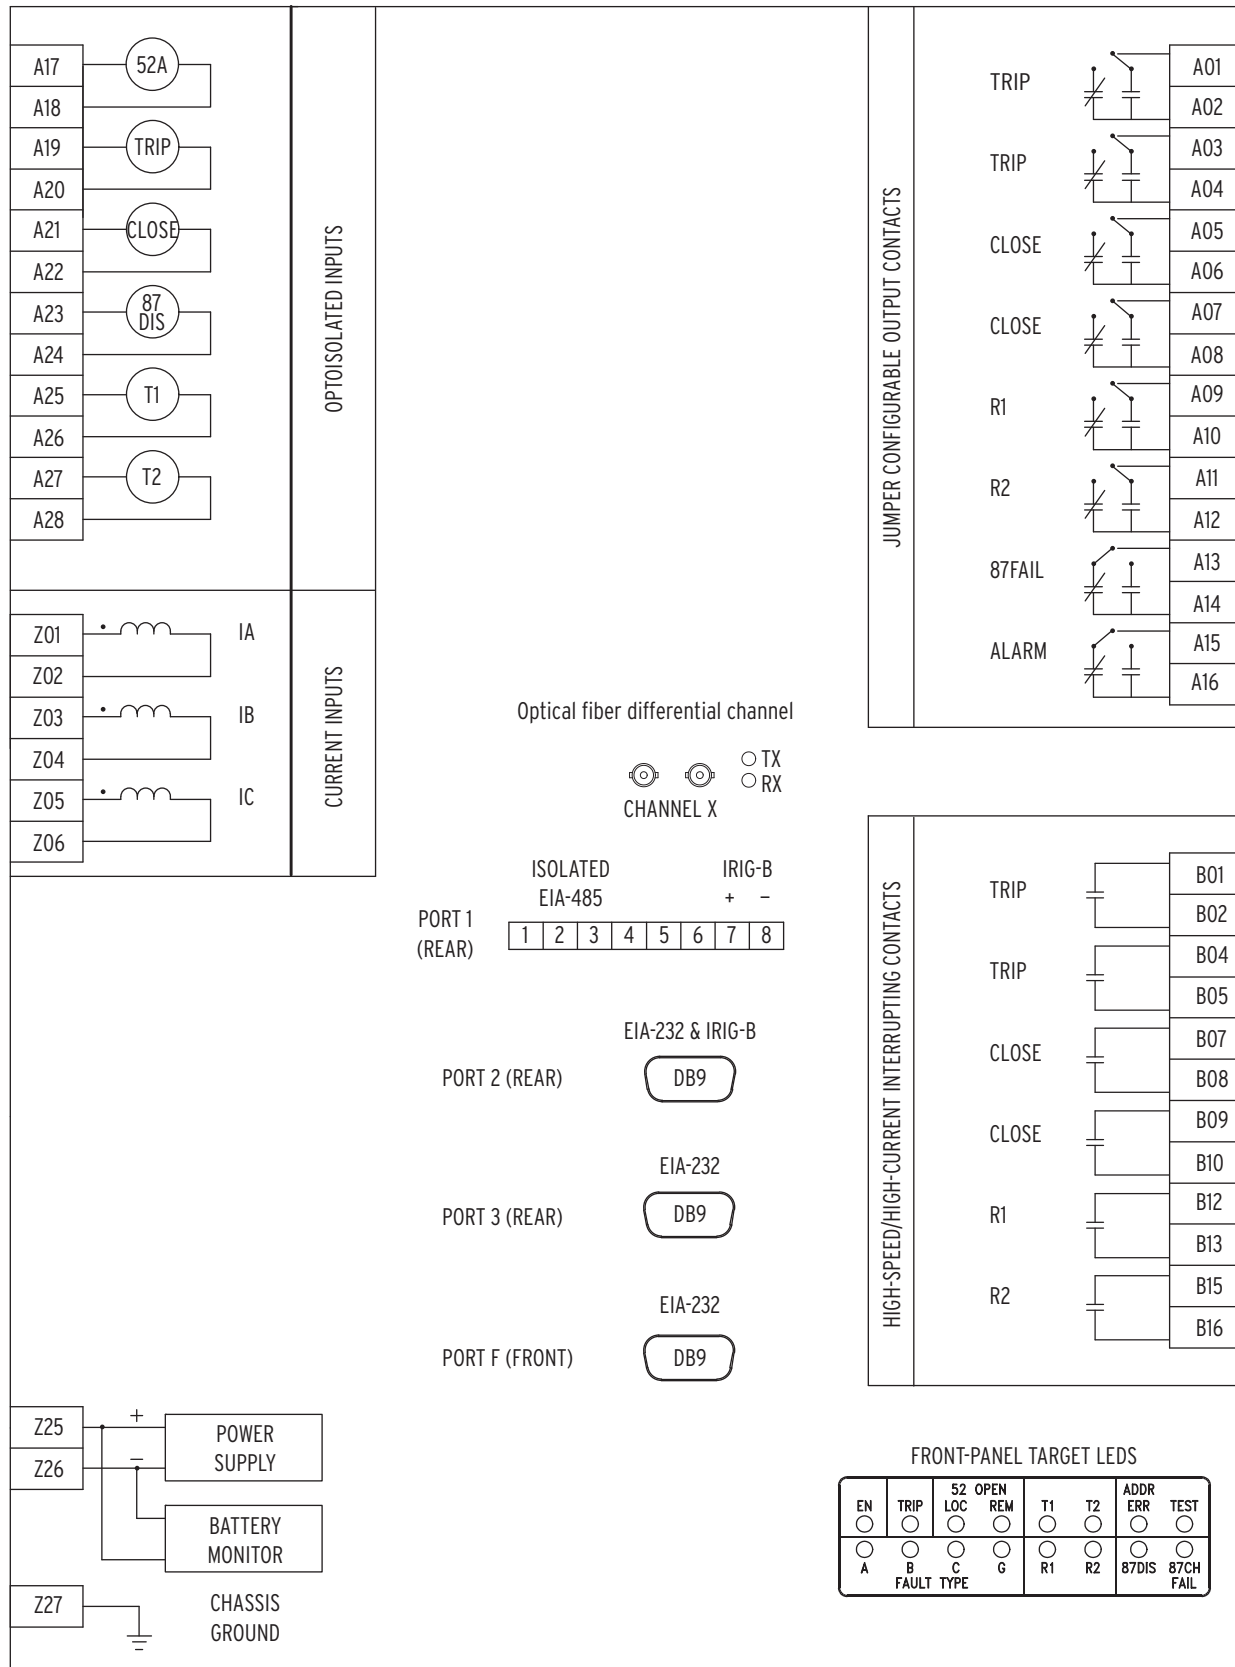 A17
52A
A18
A19
TRIP
A20
A21
CLOSE
A22
A23
87
DIS
A24
A25
T1
A26
A27
T2
A28
OPTOISOLATED INPUTS
Z01
IA
Z02
Z03
IB
Z04
Z05
IC
Z06
CURRENT INPUTS
Optical fiber differential channel
TX
RX
CHANNEL X
ISOLATED
EIA-485
IRIG-B
+ –
PORT 1
(REAR)
1 2 3 4 5 6 7 8
EIA-232 & IRIG-B
PORT 2 (REAR)
DB9
EIA-232
PORT 3 (REAR)
DB9
EIA-232
PORT F (FRONT)
DB9
JUMPER CONFIGURABLE OUTPUT CONTACTS
TRIP
A01
A02
TRIP
A03
A04
CLOSE
A05
A06
CLOSE
A07
A08
R1
A09
A10
R2
A11
A12
87FAIL
A13
A14
ALARM
A15
A16
HIGH-SPEED/HIGH-CURRENT INTERRUPTING CONTACTS
TRIP
B01
B02
TRIP
B04
B05
CLOSE
B07
B08
CLOSE
B09
B10
R1
B12
B13
R2
B15
B16
Z25
+
POWER
SUPPLY
Z26
–
BATTERY
MONITOR
Z27
CHASSIS
GROUND
FRONT-PANEL TARGET LEDS
52 OPEN
ADDR
EN TRIP LOC REM T1 T2 ERR TEST
A B C G R1 R2 87DIS 87CH
FAULT TYPE
FAIL